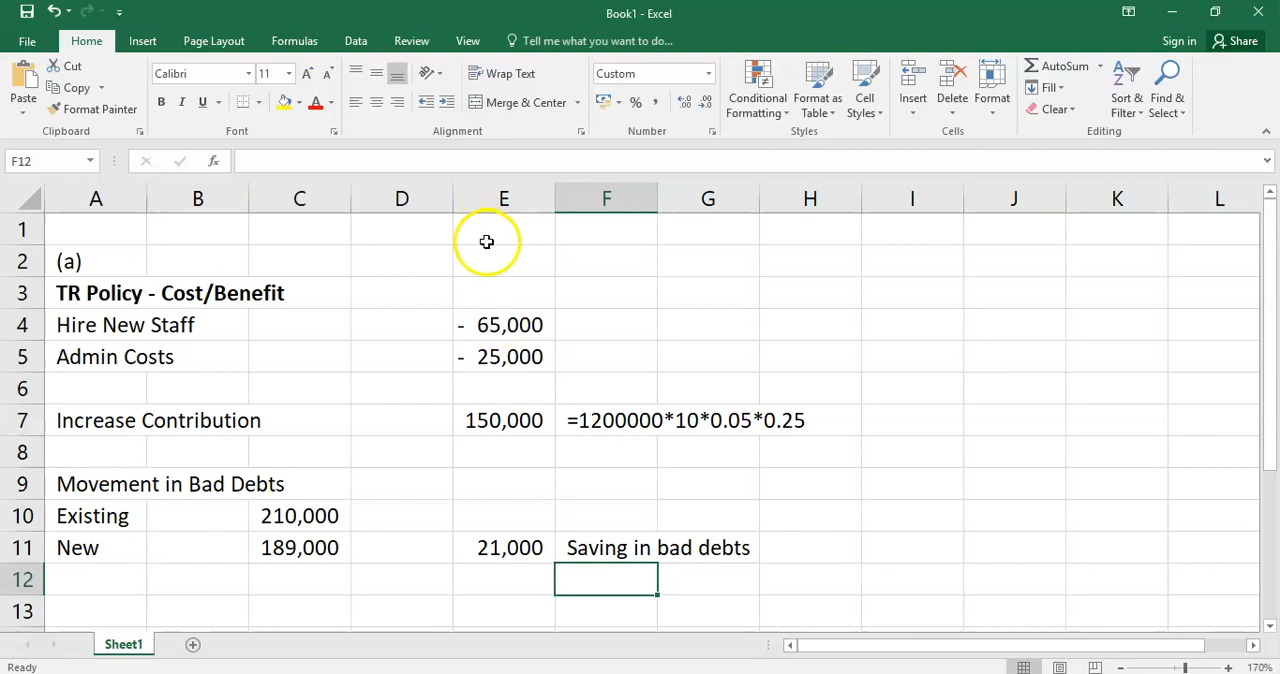 Book1 - Excel
File Home Insert Page Layout Formulas Data Review View Tell me what you want to do... Sign in Share
Paste Cut Copy Format Painter Clipboard
Calibri 11 B I U A Font
Wrap Text Merge & Center Alignment
Custom % , Number
Conditional Formatting Format as Table Cell Styles Styles
Insert Delete Format Cells
AutoSum Fill Clear Sort & Filter Find & Select Editing
F12 fx
A B C D E F G H I J K L
1
2 (a)
3 TR Policy - Cost/Benefit
4 Hire New Staff - 65,000
5 Admin Costs - 25,000
6
7 Increase Contribution 150,000 =1200000*10*0.05*0.25
8
9 Movement in Bad Debts
10 Existing 210,000
11 New 189,000 21,000 Saving in bad debts
12
13
Sheet1
Ready 170%